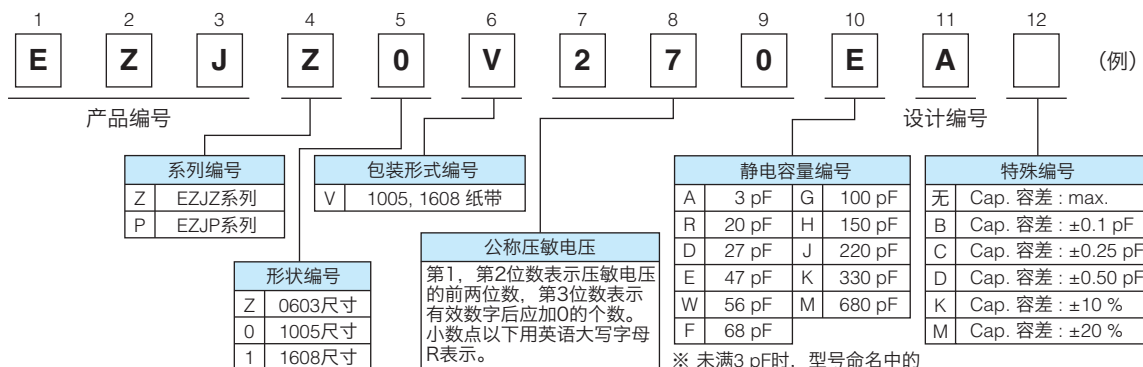 1 2 3 4 5 6 7 8 9 10 11 12
E Z J Z 0 V 2 7 0 E A (例)
产品编号 设计编号
系列编号
Z EZJZ系列
P EZJP系列
形状编号
Z 0603尺寸
0 1005尺寸
1 1608尺寸
包装形式编号
V 1005, 1608 纸带
公称压敏电压
第1, 第2位数表示压敏电压
的前两位数, 第3位数表示
有效数字后应加0的个数。
小数点以下用英语大写字母
R表示。
静电容量编号
A 3 pF G 100 pF
R 20 pF H 150 pF
D 27 pF J 220 pF
E 47 pF K 330 pF
W 56 pF M 680 pF
F 68 pF
※ 未满3 pF时, 型号命名中的
特殊编号
无 Cap. 容差 : max.
B Cap. 容差 : ±0.1 pF
C Cap. 容差 : ±0.25 pF
D Cap. 容差 : ±0.50 pF
K Cap. 容差 : ±10 %
M Cap. 容差 : ±20 %